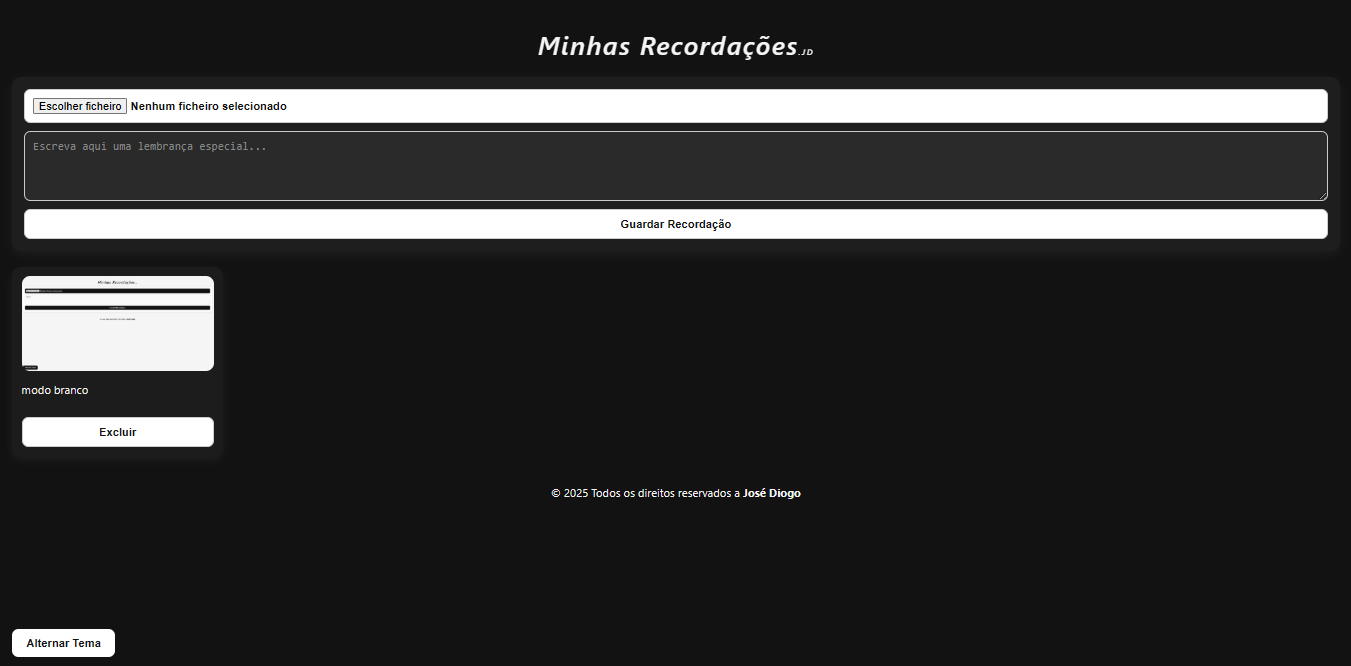 Minhas Recordações.JD
Escolher ficheiro Nenhum ficheiro selecionado
Escreva aqui uma lembrança especial...
Guardar Recordação
Minhas Recordações
modo branco
Excluir
© 2025 Todos os direitos reservados a José Diogo
Alternar Tema